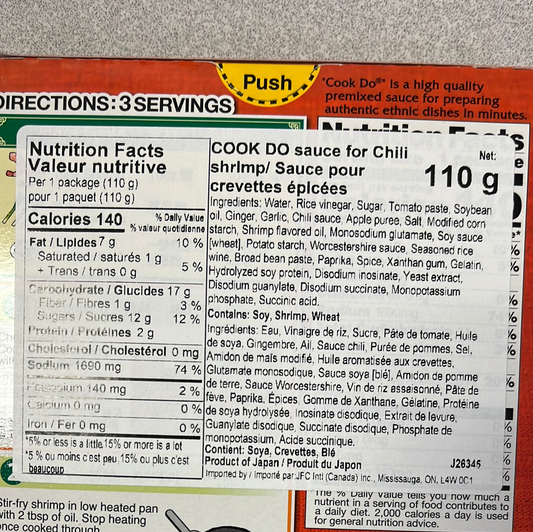 Push
"Cook Do®" is a high quality
premixed sauce for preparing
authentic ethnic dishes in minutes.
DIRECTIONS: 3 SERVINGS
Nutrition Facts
Nutrition Facts
Valeur nutritive
Per 1 package (110 g)
pour 1 paquet (110 g)
Calories 140
% Daily Value
% valeur quotidienne
Fat / Lipides 7 g 10 %
Saturated / saturés 1 g
+ Trans / trans 0 g 5 %
Carbohydrate / Glucides 17 g
Fiber / Fibres 1 g 3 %
Sugars / Sucres 12 g 12 %
Protein / Protéines 2 g
Cholesterol / Cholestérol 0 mg
Sodium 1690 mg 74 %
Potassium 140 mg 2 %
Calcium 0 mg 0 %
Iron / Fer 0 mg 0 %
*5% or less is a little 15% or more is a lot
*5 % ou moins c'est peu, 15% ou plus c'est
beaucoup
COOK DO sauce for Chili
shrimp/ Sauce pour
crevettes épicées
Net:
110 g
Ingredients: Water, Rice vinegar, Sugar, Tomato paste, Soybean
oil, Ginger, Garlic, Chili sauce, Apple puree, Salt, Modified corn
starch, Shrimp flavored oil, Monosodium glutamate, Soy sauce
[wheat], Potato starch, Worcestershire sauce, Seasoned rice
wine, Broad bean paste, Paprika, Spice, Xanthan gum, Gelatin,
Hydrolyzed soy protein, Disodium inosinate, Yeast extract,
Disodium guanylate, Disodium succinate, Monopotassium
phosphate, Succinic acid.
Contains: Soy, Shrimp, Wheat
Ingrédients: Eau, Vinaigre de riz, Sucre, Pâte de tomate, Huile
de soya, Gingembre, Ail, Sauce chili, Purée de pommes, Sel,
Amidon de maïs modifié, Huile aromatisée aux crevettes,
Glutamate monosodique, Sauce soya [blé], Amidon de pomme
de terre, Sauce Worcestershire, Vin de riz assaisonné, Pâte de
fève, Paprika, Épices, Gomme de Xanthane, Gélatine, Protéine
de soya hydrolysée, Inosinate disodique, Extrait de levure,
Guanylate disodique, Succinate disodique, Phosphate de
monopotassium, Acide succinique.
Contient: Soya, Crevettes, Blé
Product of Japan / Produit du Japon J26345
Imported by / Importé par:JFC Intl (Canada) Inc., Mississauga, ON. L4W 0C1
Stir-fry shrimp in low heated pan
with 2 tbsp of oil. Stop heating
once cooked through
The % Daily Value tells you how much a
nutrient in a serving of food contributes to
a daily diet. 2,000 calories a day is used
for general nutrition advice.